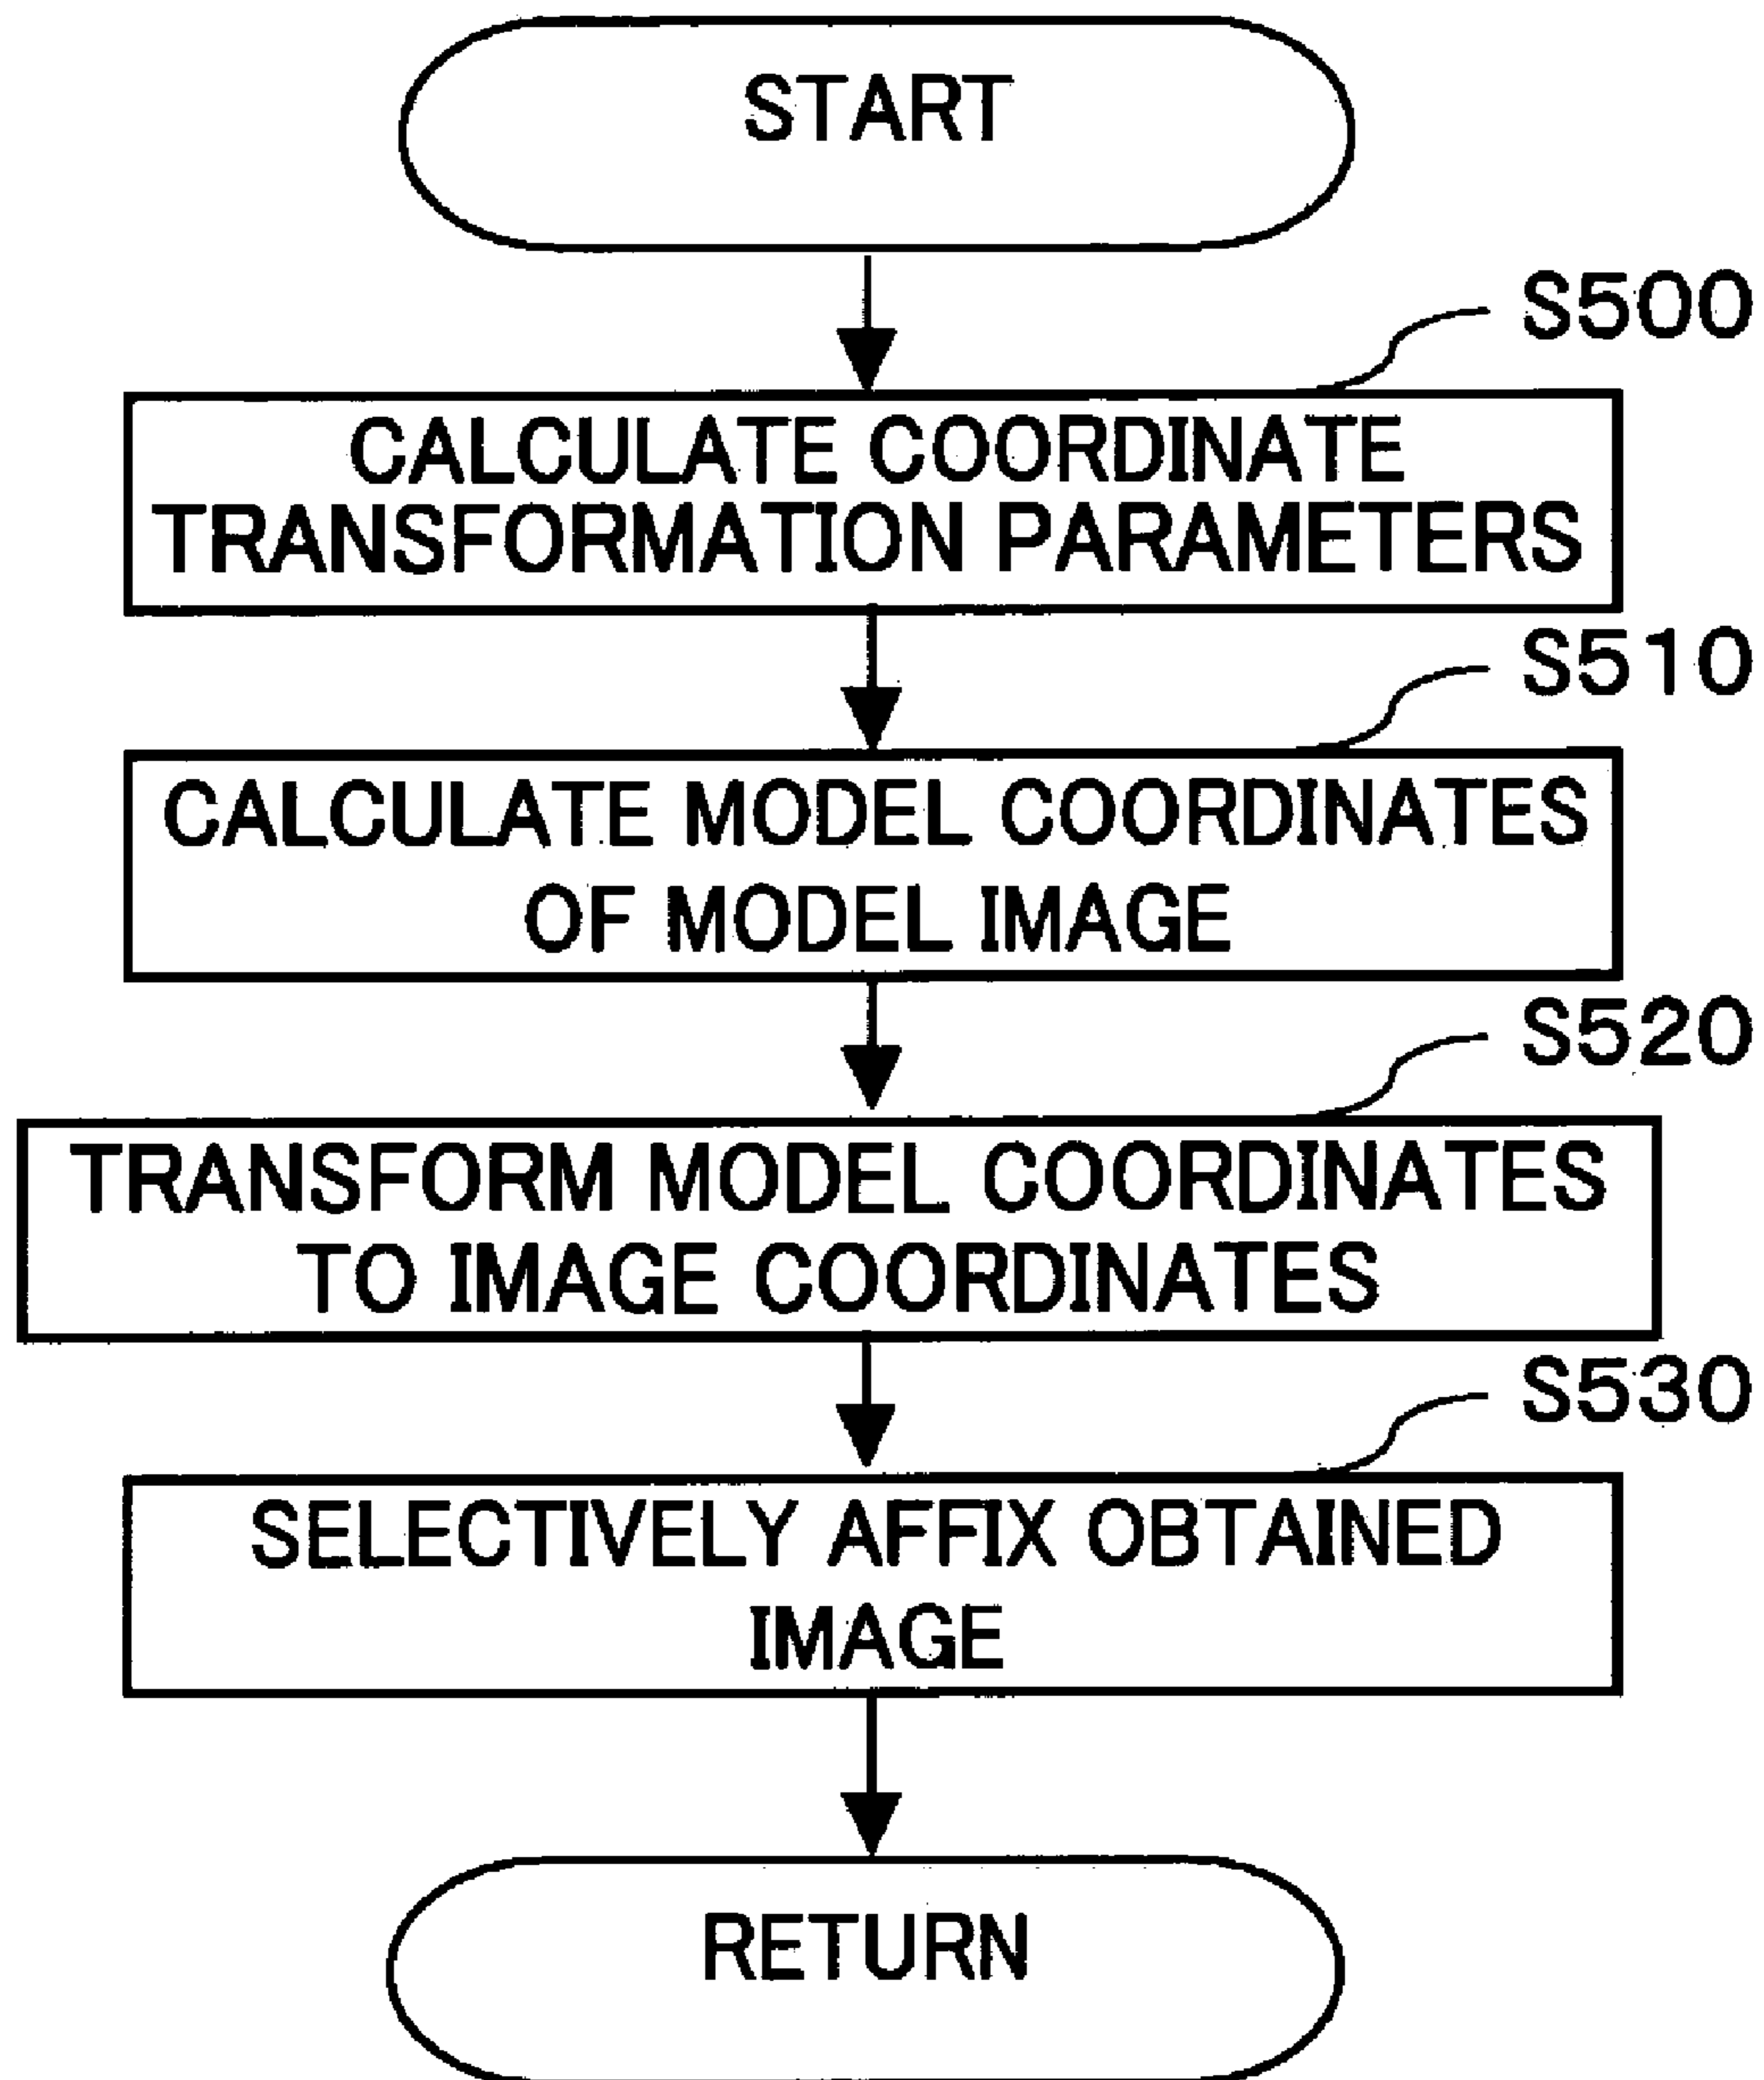 START
S500
CALCULATE COORDINATE
TRANSFORMATION PARAMETERS
S510
CALCULATE MODEL COORDINATES
OF MODEL IMAGE
S520
TRANSFORM MODEL COORDINATES
TO IMAGE COORDINATES
S530
SELECTIVELY AFFIX OBTAINED
IMAGE
RETURN